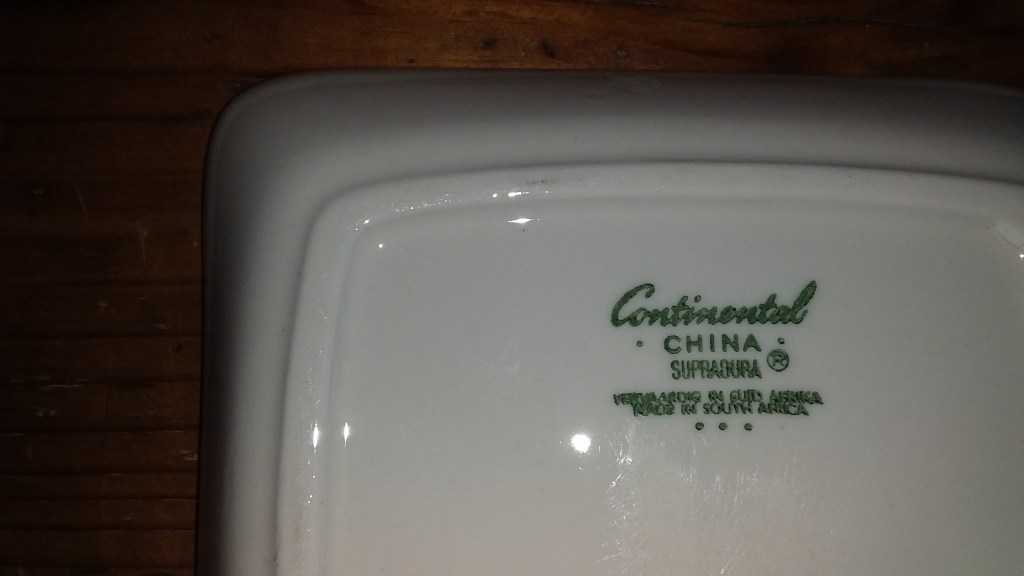 Continental
CHINA
SUPRADURA ®
VERVAARDIG IN SUID AFRIKA
MADE IN SOUTH AFRICA